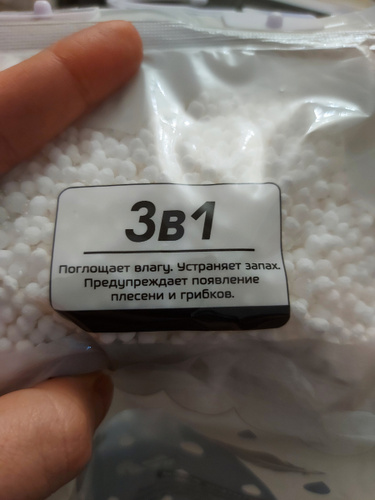 3в1
Поглощает влагу. Устраняет запах.
Предупреждает появление
плесени и грибков.